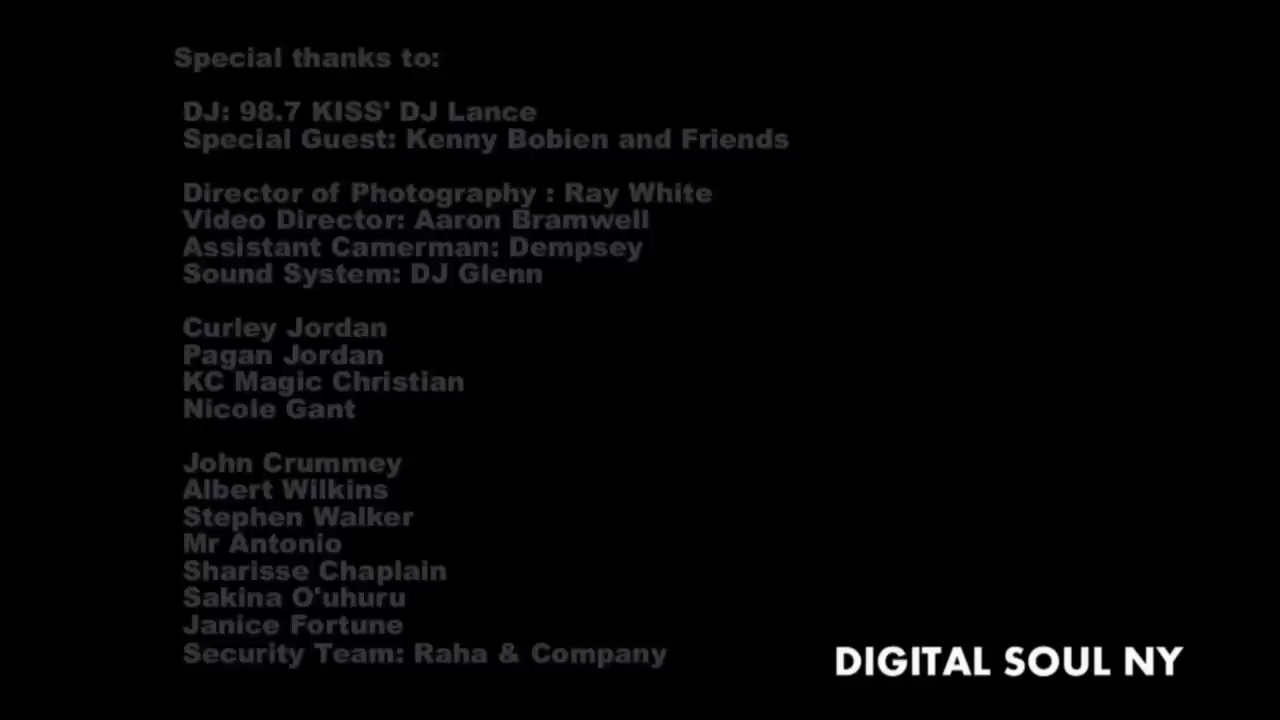 Special thanks to:
DJ: 98.7 KISS' DJ Lance
Special Guest: Kenny Bobien and Friends
Director of Photography : Ray White
Video Director: Aaron Bramwell
Assistant Camerman: Dempsey
Sound System: DJ Glenn
Curley Jordan
Pagan Jordan
KC Magic Christian
Nicole Gant
John Crummey
Albert Wilkins
Stephen Walker
Mr Antonio
Sharisse Chaplain
Sakina O'uhuru
Janice Fortune
Security Team: Raha & Company
DIGITAL SOUL NY